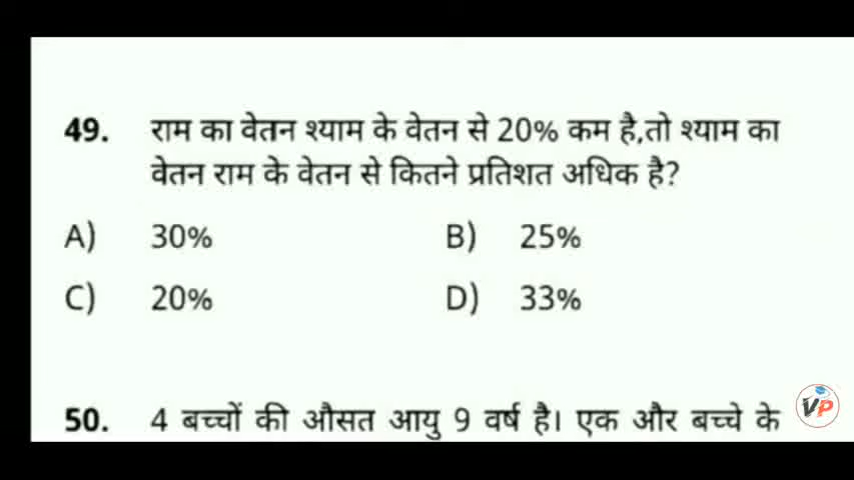 49. राम का वेतन श्याम के वेतन से 20% कम है,तो श्याम का
वेतन राम के वेतन से कितने प्रतिशत अधिक है?
A) 30% B) 25%
C) 20% D) 33%
50. 4 बच्चों की औसत आयु 9 वर्ष है। एक और बच्चे के
VP